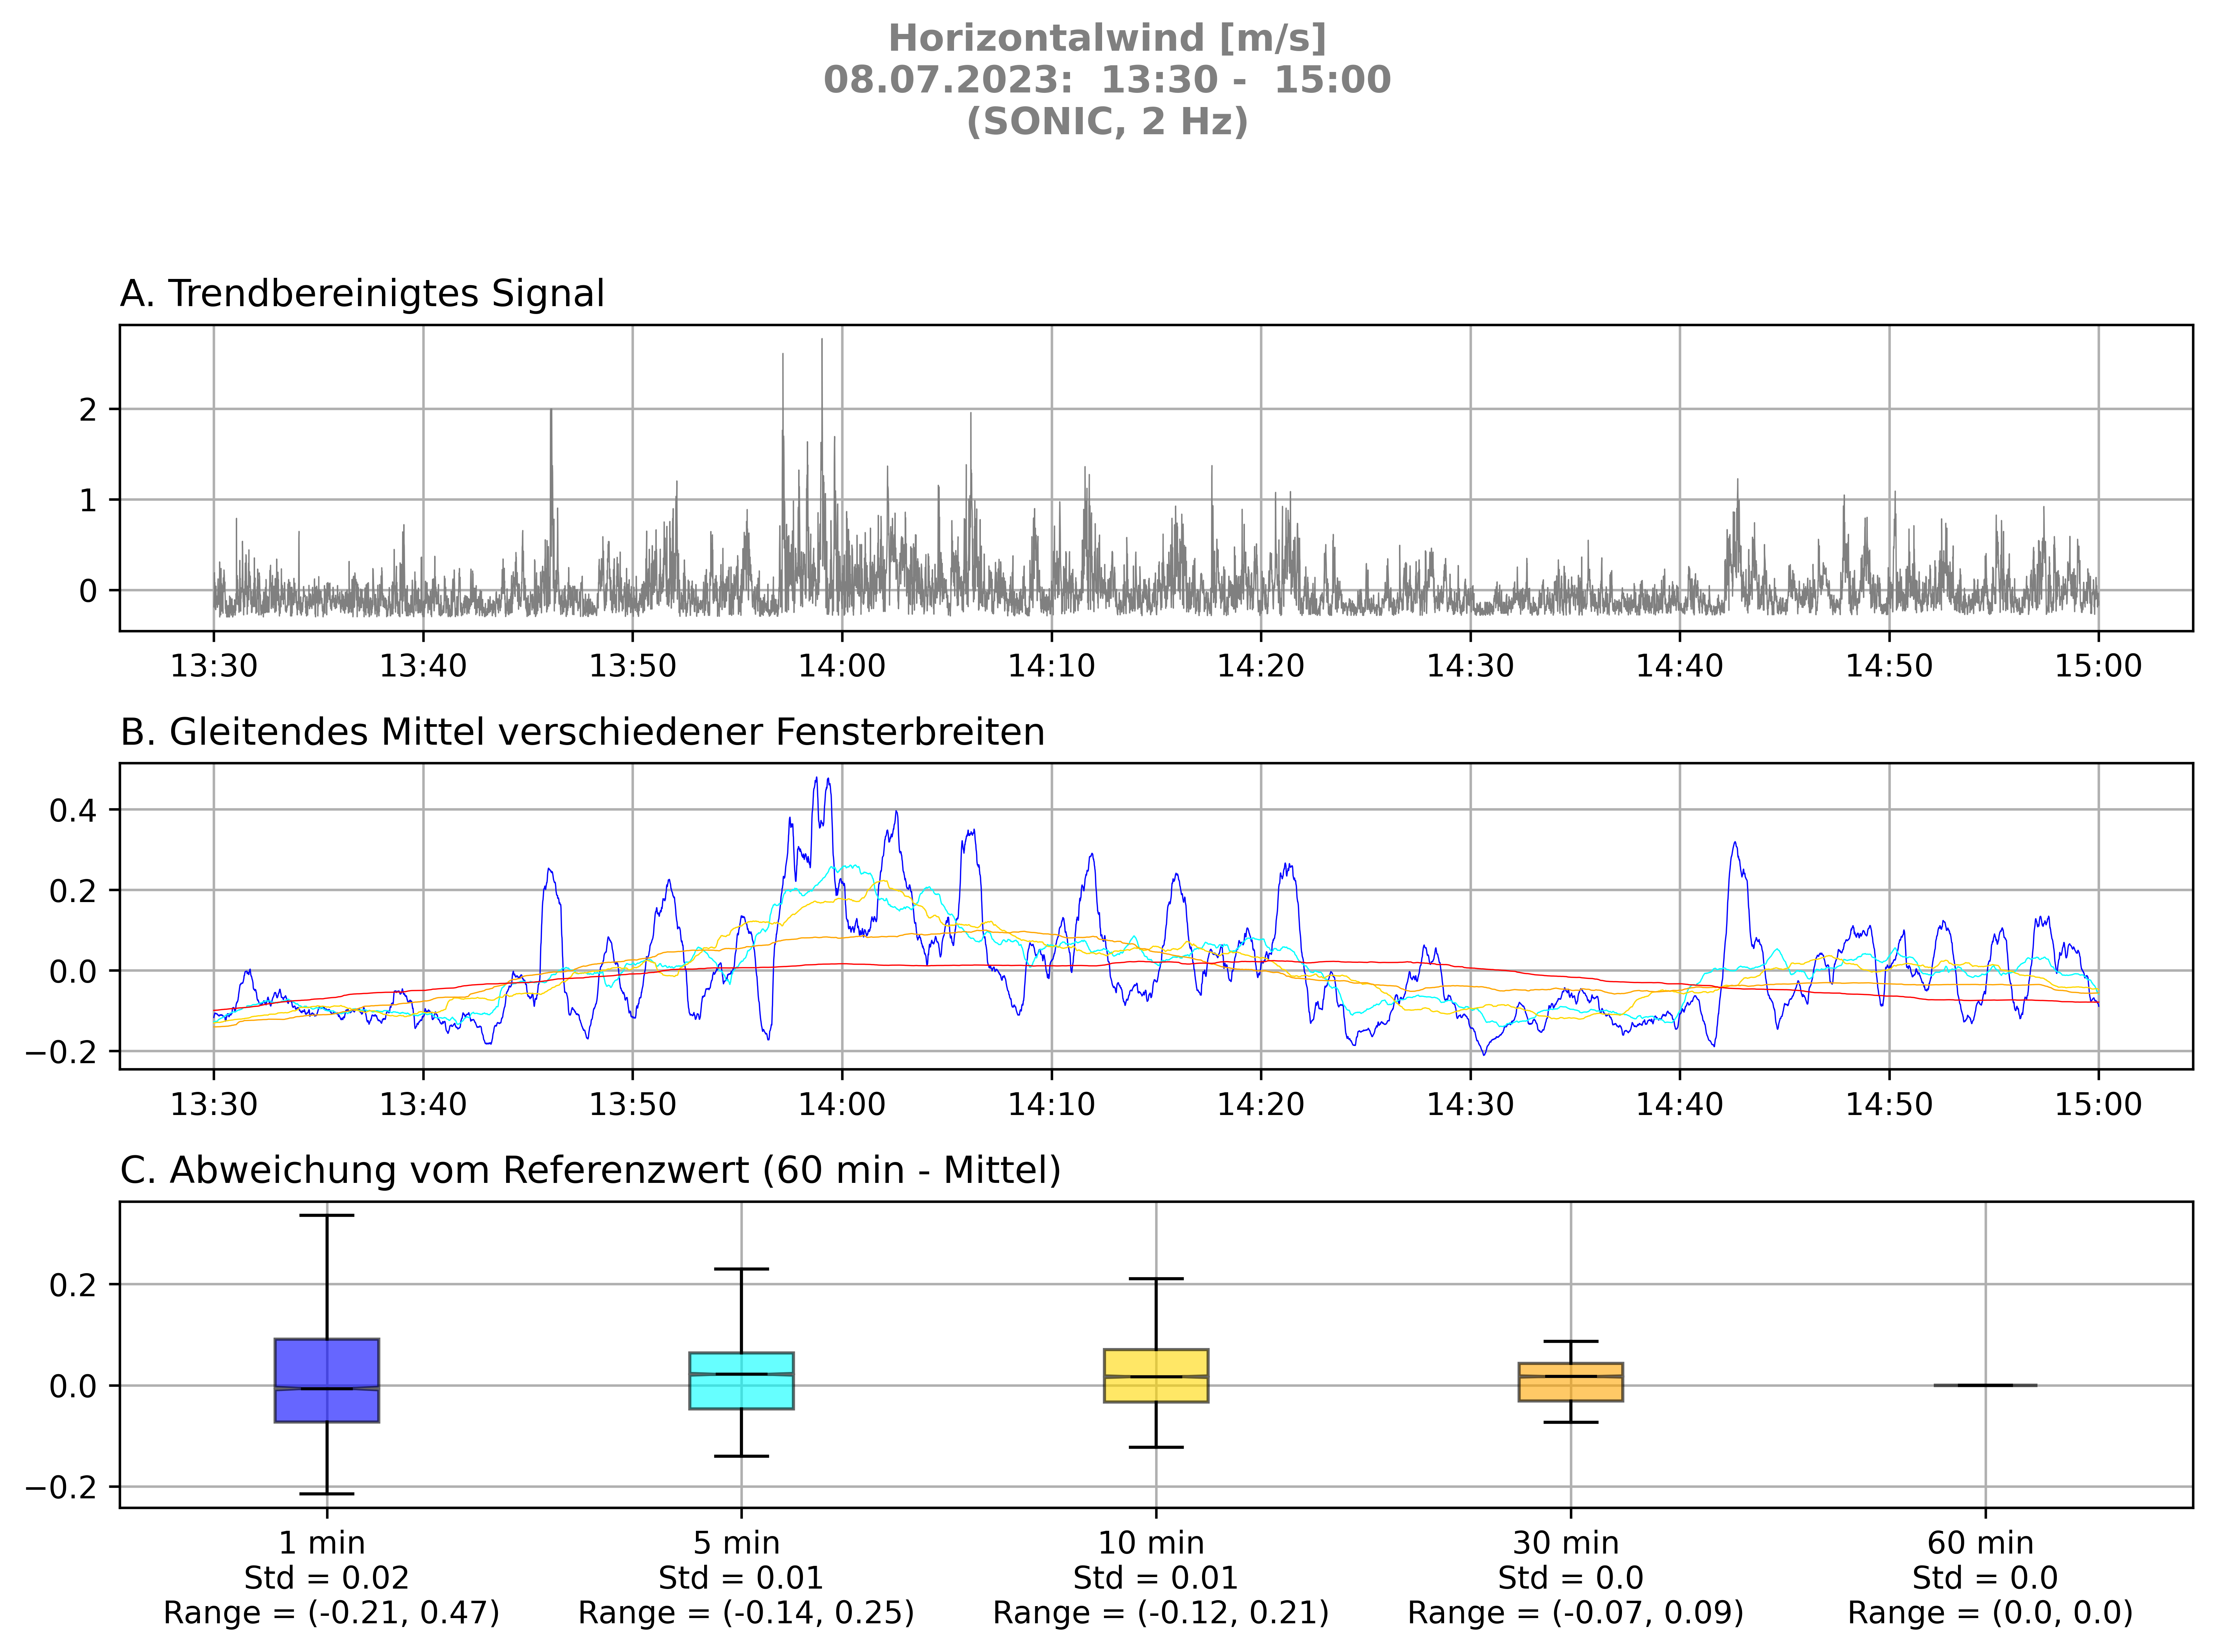 Horizontalwind [m/s]
08.07.2023:  13:30 -  15:00
(SONIC, 2 Hz)
A. Trendbereinigtes Signal
2
1
0
13:30 13:40 13:50 14:00 14:10 14:20 14:30 14:40 14:50 15:00
B. Gleitendes Mittel verschiedener Fensterbreiten
0.4
0.2
0.0
−0.2
13:30 13:40 13:50 14:00 14:10 14:20 14:30 14:40 14:50 15:00
C. Abweichung vom Referenzwert (60 min - Mittel)
0.2
0.0
−0.2
1 min 5 min 10 min 30 min 60 min
Std = 0.02 Std = 0.01 Std = 0.01 Std = 0.0 Std = 0.0
Range = (-0.21, 0.47) Range = (-0.14, 0.25) Range = (-0.12, 0.21) Range = (-0.07, 0.09) Range = (0.0, 0.0)